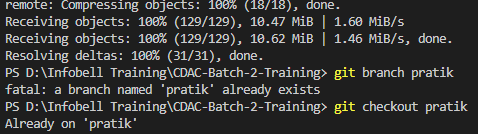 remote: Compressing objects: 100% (18/18), done.
Receiving objects: 100% (129/129), 10.47 MiB | 1.60 MiB/s
Receiving objects: 100% (129/129), 10.62 MiB | 1.46 MiB/s, done.
Resolving deltas: 100% (31/31), done.
PS D:\Infobell Training\CDAC-Batch-2-Training> git branch pratik
fatal: a branch named 'pratik' already exists
PS D:\Infobell Training\CDAC-Batch-2-Training> git checkout pratik
Already on 'pratik'